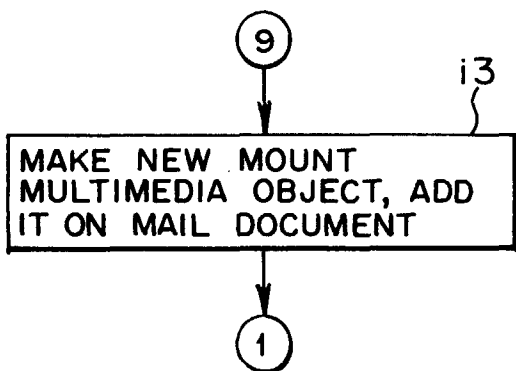 9
i3
MAKE NEW MOUNT
MULTIMEDIA OBJECT, ADD
IT ON MAIL DOCUMENT
1